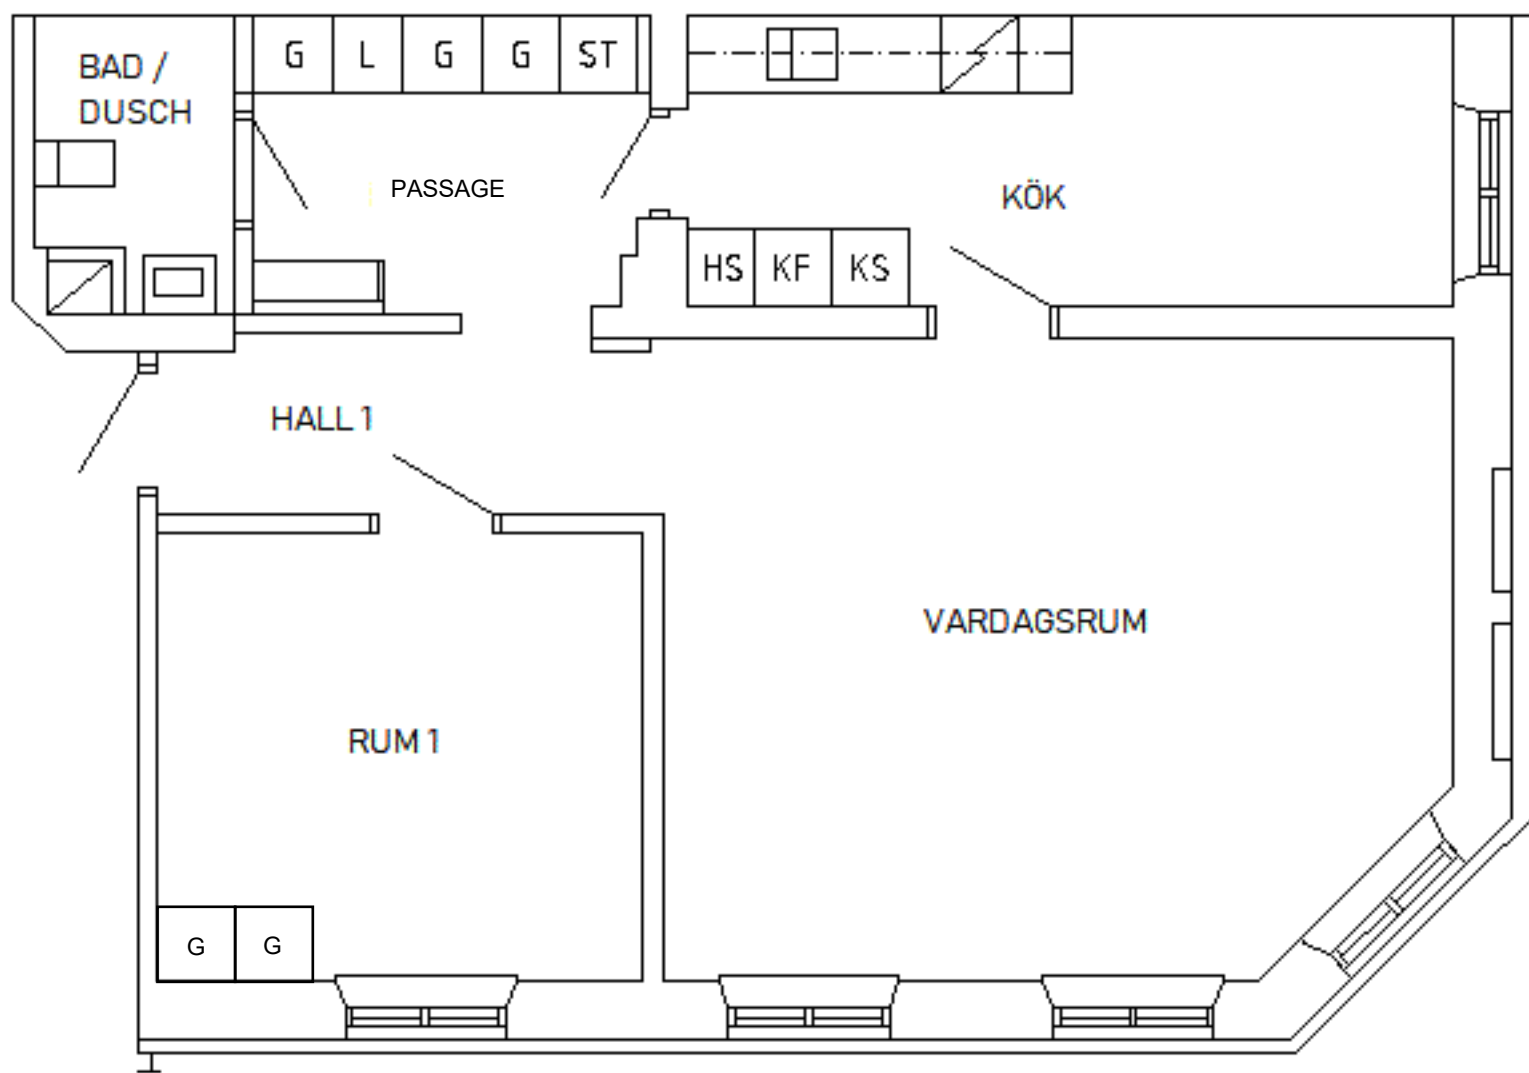 BAD /
DUSCH
G L G G ST
PASSAGE
KÖK
HS KF KS
HALL 1
VARDAGSRUM
RUM 1
G G